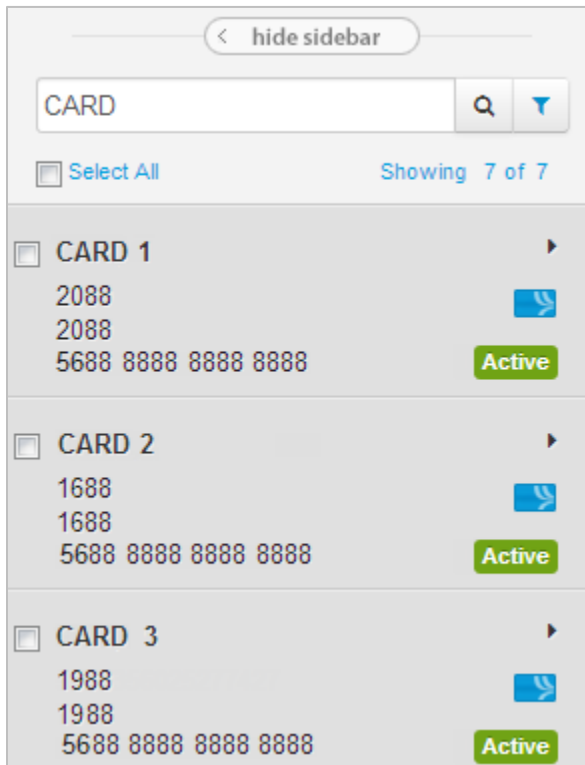 hide sidebar
CARD
Select All Showing 7 of 7
CARD 1
2088
2088
5688 8888 8888 8888 Active
CARD 2
1688
1688
5688 8888 8888 8888 Active
CARD 3
1988
1988
5688 8888 8888 8888 Active